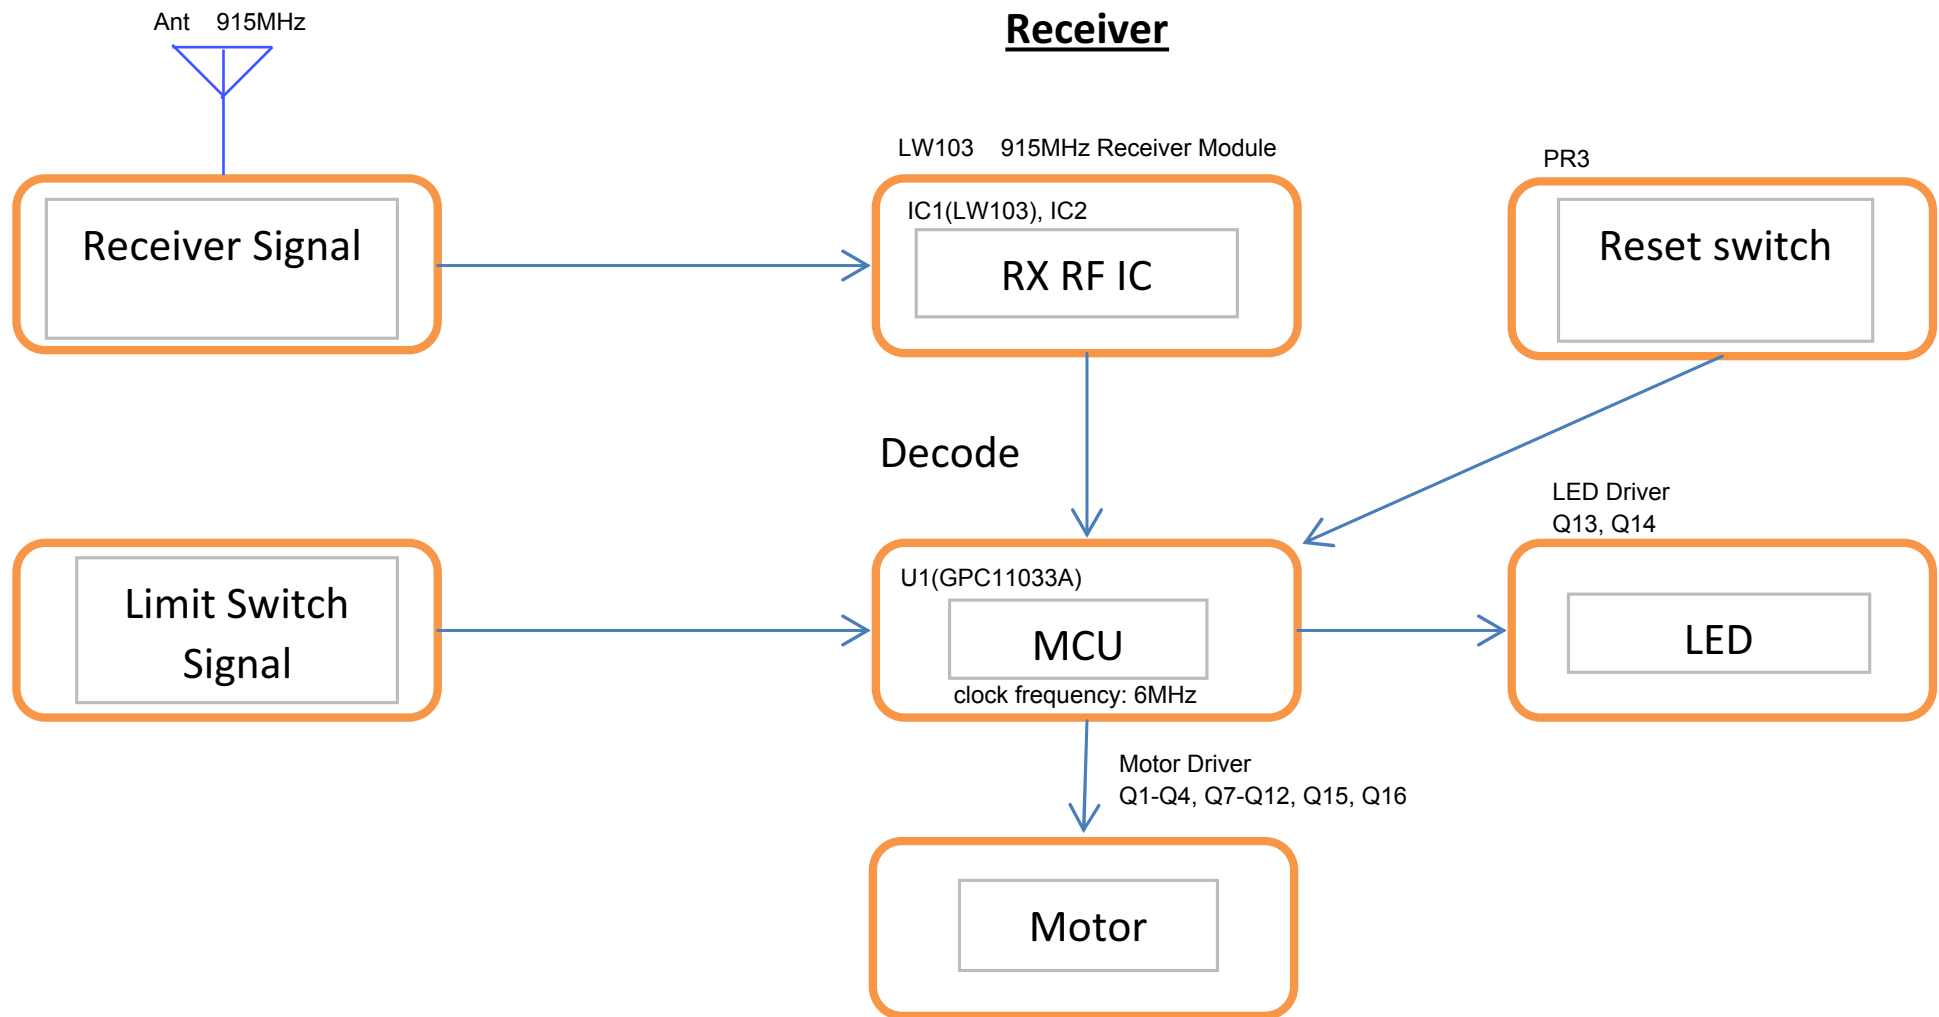 Ant 915MHz
Receiver
LW103 915MHz Receiver Module
PR3
Receiver Signal
IC1(LW103), IC2
RX RF IC
Reset switch
Decode
LED Driver
Q13, Q14
Limit Switch
Signal
U1(GPC11033A)
MCU
clock frequency: 6MHz
LED
Motor Driver
Q1-Q4, Q7-Q12, Q15, Q16
Motor